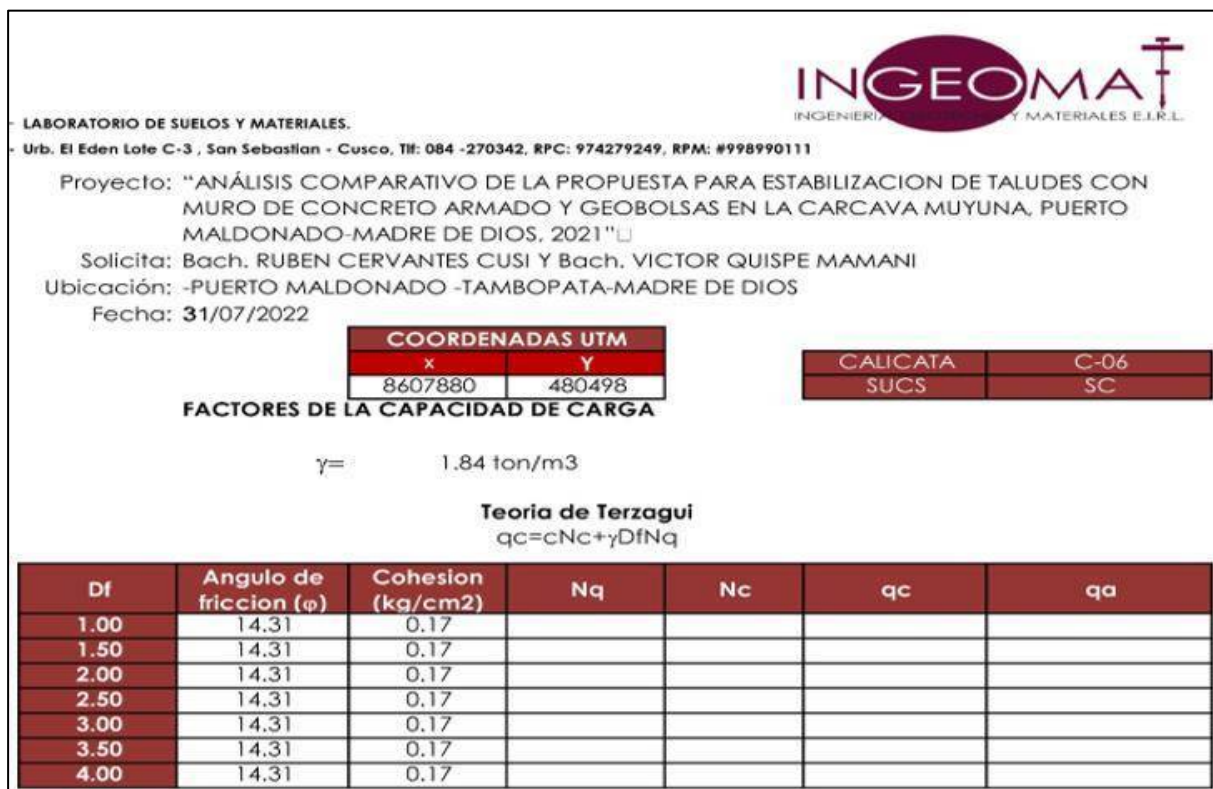 INGEOMAT
INGENIERIA Y MATERIALES E.I.R.L.
- LABORATORIO DE SUELOS Y MATERIALES.
- Urb. El Eden Lote C-3 , San Sebastian - Cusco, Tlf: 084 -270342, RPC: 974279249, RPM: #998990111
Proyecto: "ANÁLISIS COMPARATIVO DE LA PROPUESTA PARA ESTABILIZACION DE TALUDES CON
MURO DE CONCRETO ARMADO Y GEOBOLSAS EN LA CARCAVA MUYUNA, PUERTO
MALDONADO-MADRE DE DIOS, 2021"□
Solicita: Bach. RUBEN CERVANTES CUSI Y Bach. VICTOR QUISPE MAMANI
Ubicación: -PUERTO MALDONADO -TAMBOPATA-MADRE DE DIOS
Fecha: 31/07/2022
COORDENADAS UTM
x Y
8607880 480498
CALICATA C-06
SUCS SC
FACTORES DE LA CAPACIDAD DE CARGA
γ= 1.84 ton/m3
Teoria de Terzagui
qc=cNc+γDfNq
Df Angulo de friccion (φ) Cohesion (kg/cm2) Nq Nc qc qa
1.00 14.31 0.17
1.50 14.31 0.17
2.00 14.31 0.17
2.50 14.31 0.17
3.00 14.31 0.17
3.50 14.31 0.17
4.00 14.31 0.17